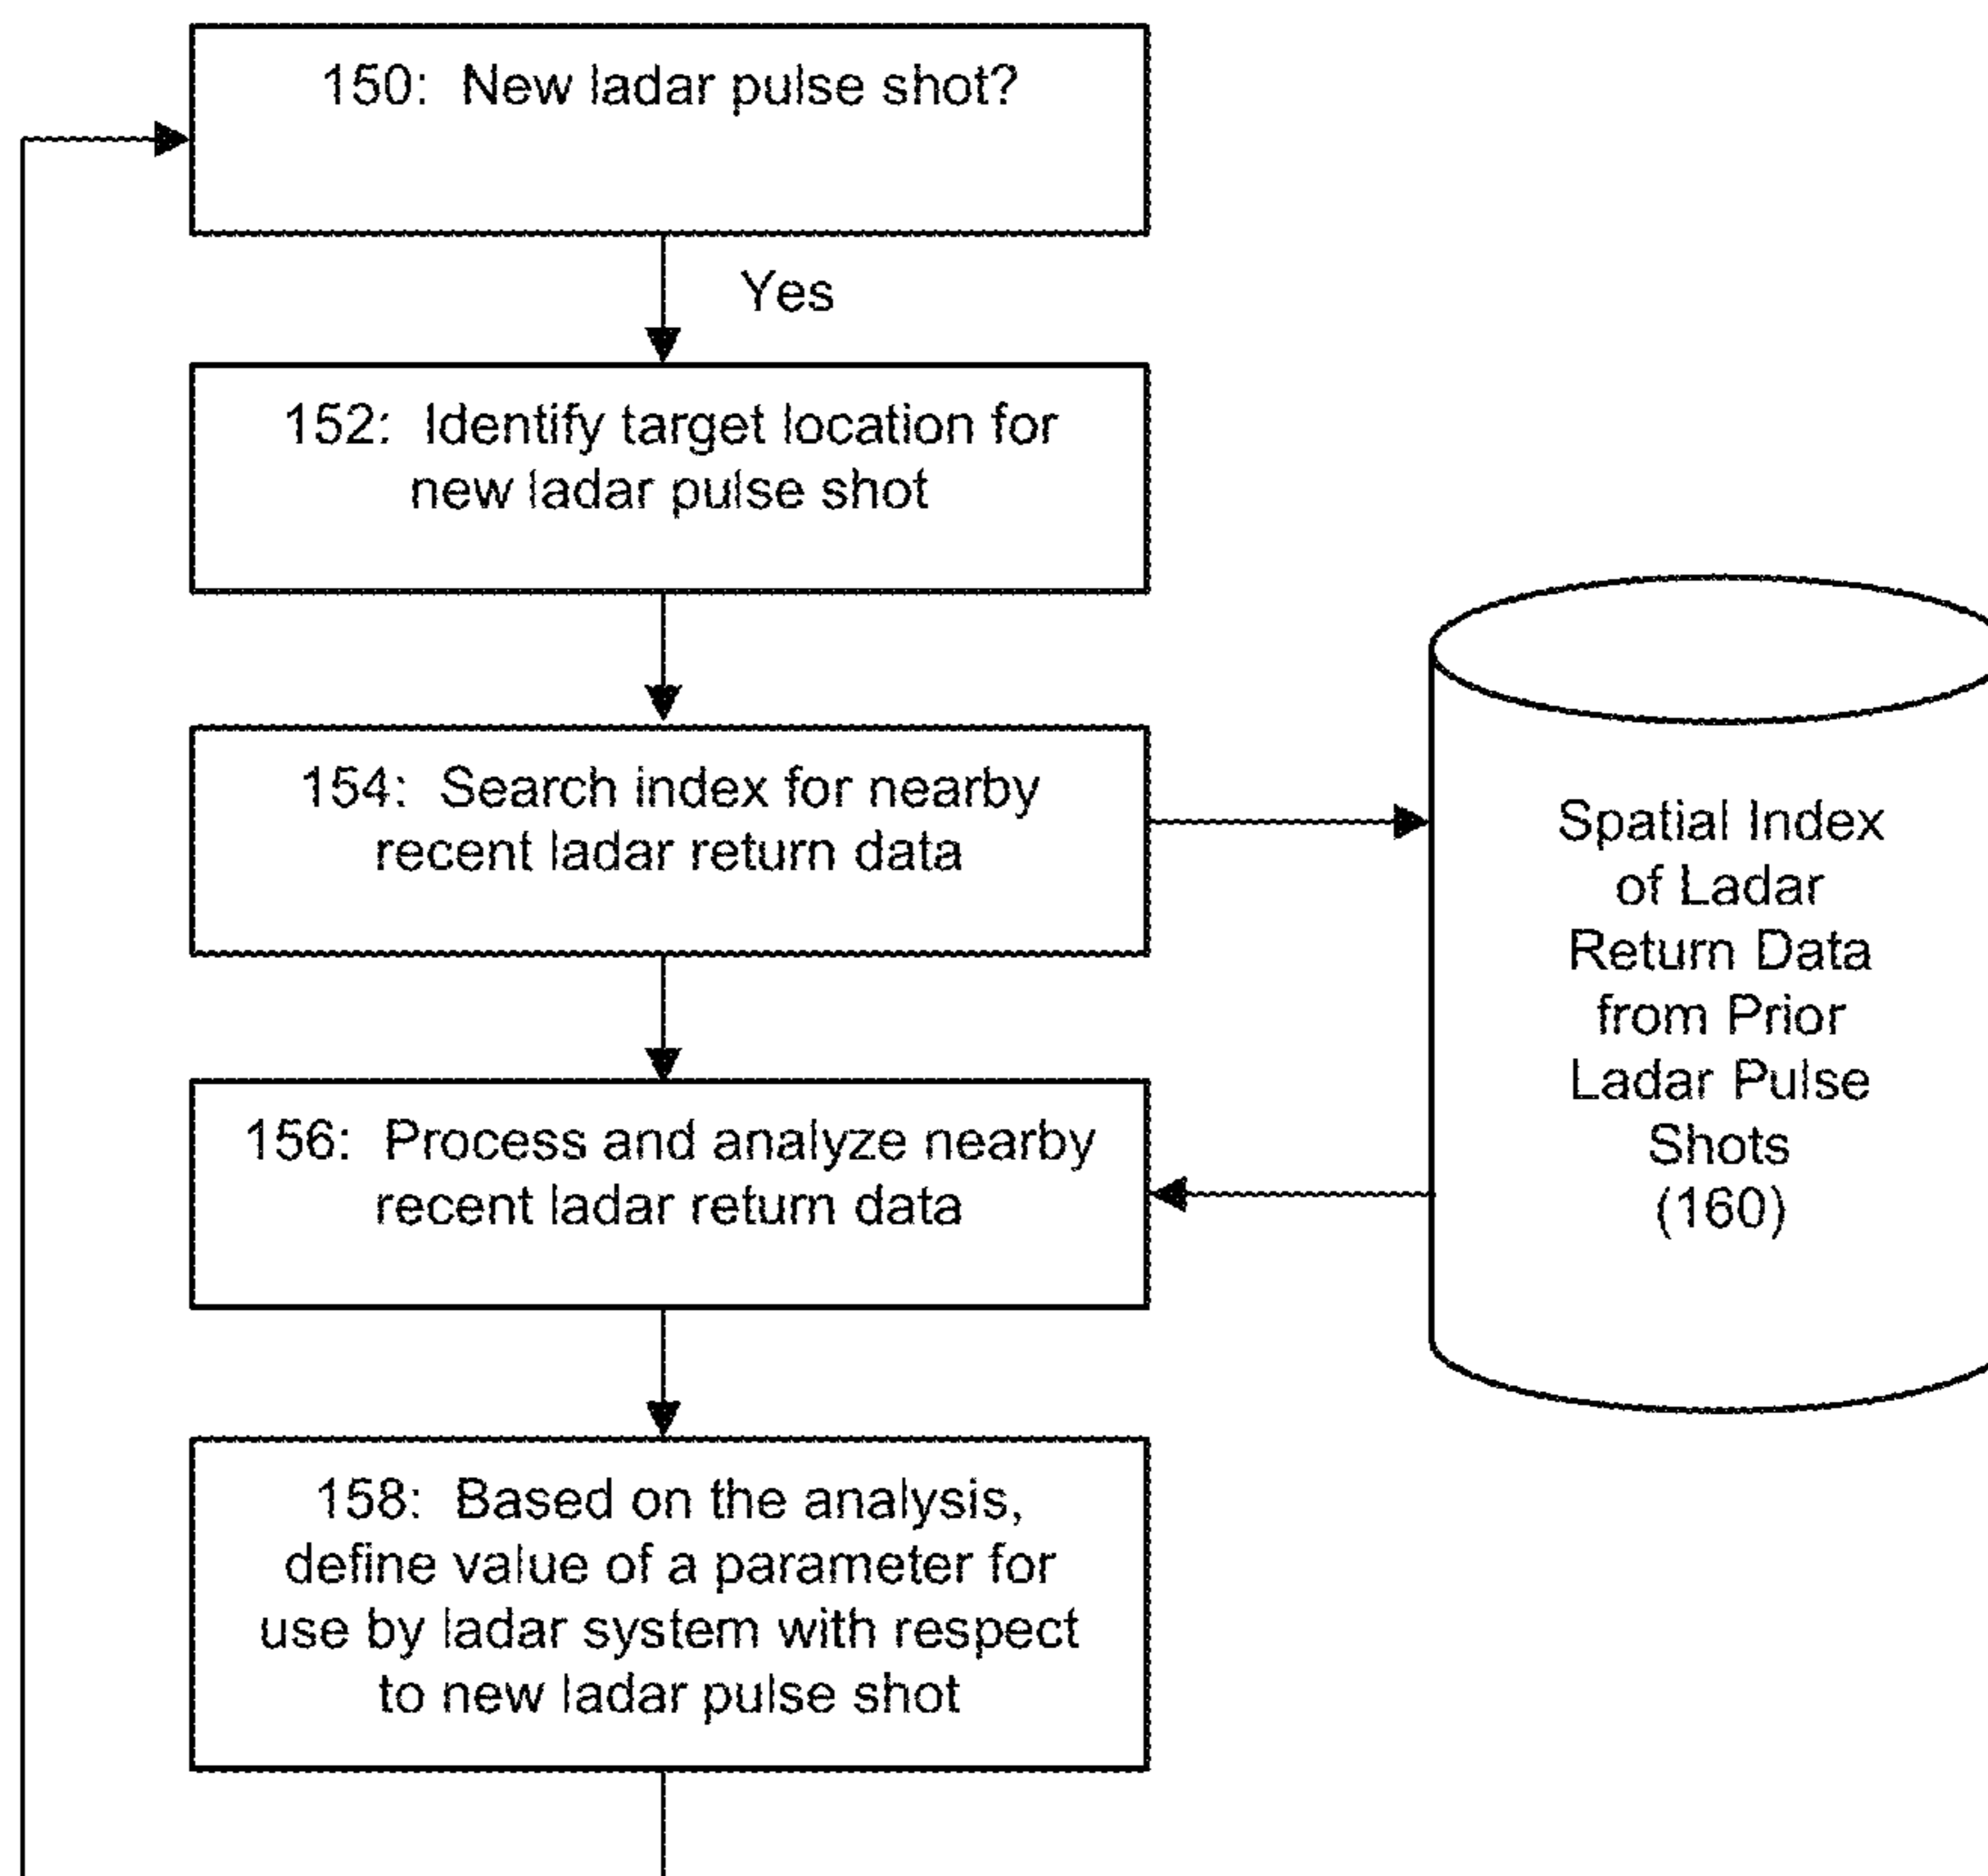 150: New ladar pulse shot?
Yes
152: Identify target location for
new ladar pulse shot
154: Search index for nearby
recent ladar return data
156: Process and analyze nearby
recent ladar return data
158: Based on the analysis,
define value of a parameter for
use by ladar system with respect
to new ladar pulse shot
Spatial Index
of Ladar
Return Data
from Prior
Ladar Pulse
Shots
(160)